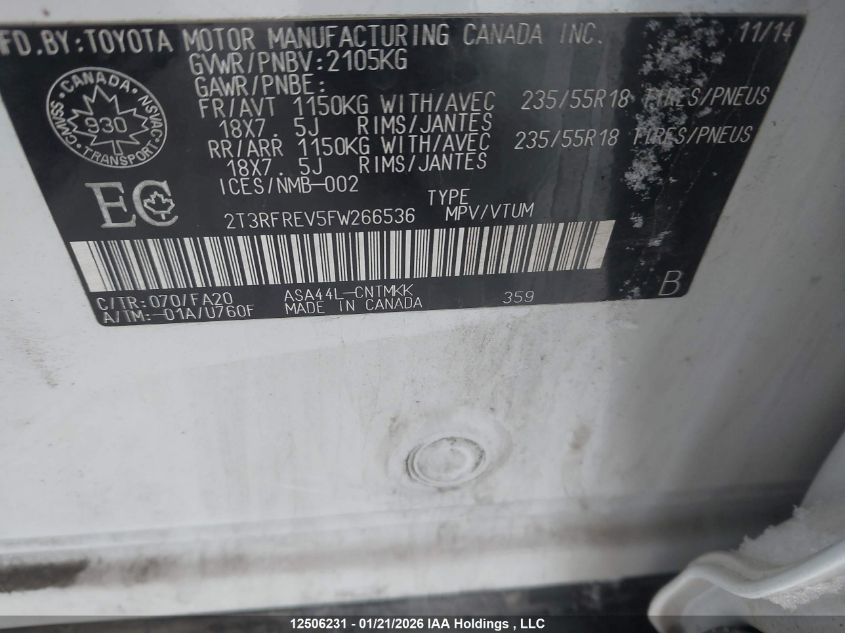 FD.BY:TOYOTA MOTOR MANUFACTURING CANADA INC. 11/14
GVWR/PNBV:2105KG
GAWR/PNBE:
FR/AVT 1150KG WITH/AVEC 235/55R18 TIRES/PNEUS
18X7.5J RIMS/JANTES
RR/ARR 1150KG WITH/AVEC 235/55R18 TIRES/PNEUS
18X7.5J RIMS/JANTES
ICES/NMB-002
CANADA
CMVSS NSVAC
930
TRANSPORT
EC
TYPE
2T3RFREV5FW266536 MPV/VTUM
C/TR:070/FA20 ASA44L-CNTMKK 359 B
A/TM:-01A/U760F MADE IN CANADA
12506231 - 01/21/2026 IAA Holdings , LLC